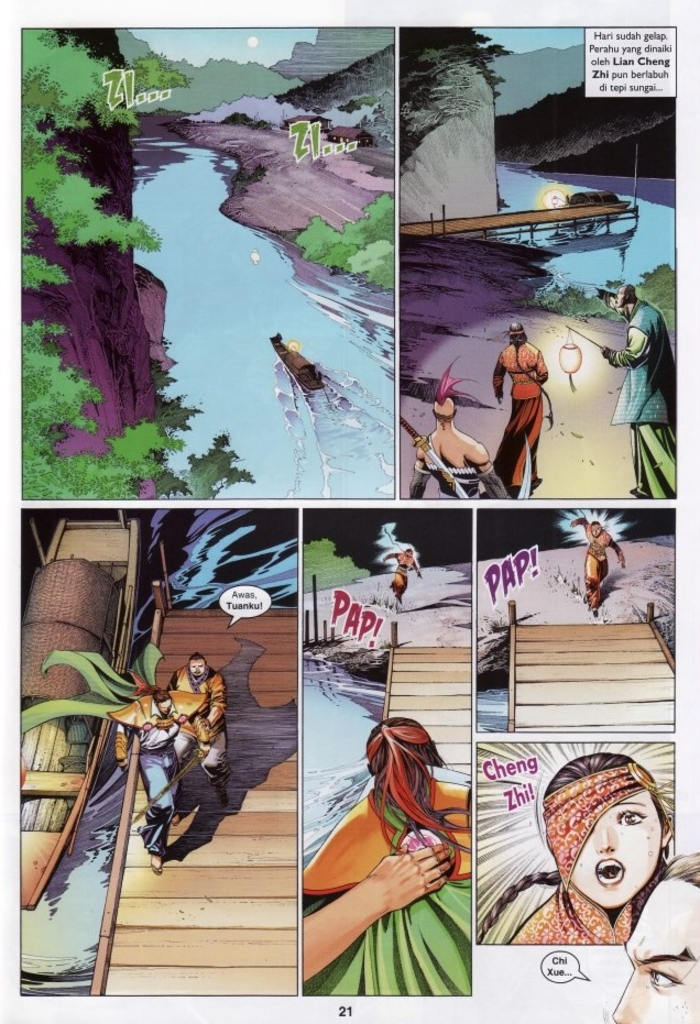 ZI...
ZI...
Hari sudah gelap.
Perahu yang dinaiki
oleh Lian Cheng
Zhi pun berlabuh
di tepi sungai...
Awas,
Tuanku!
PAP!
PAP!
Cheng
Zhi!
Chi
Xue...
21